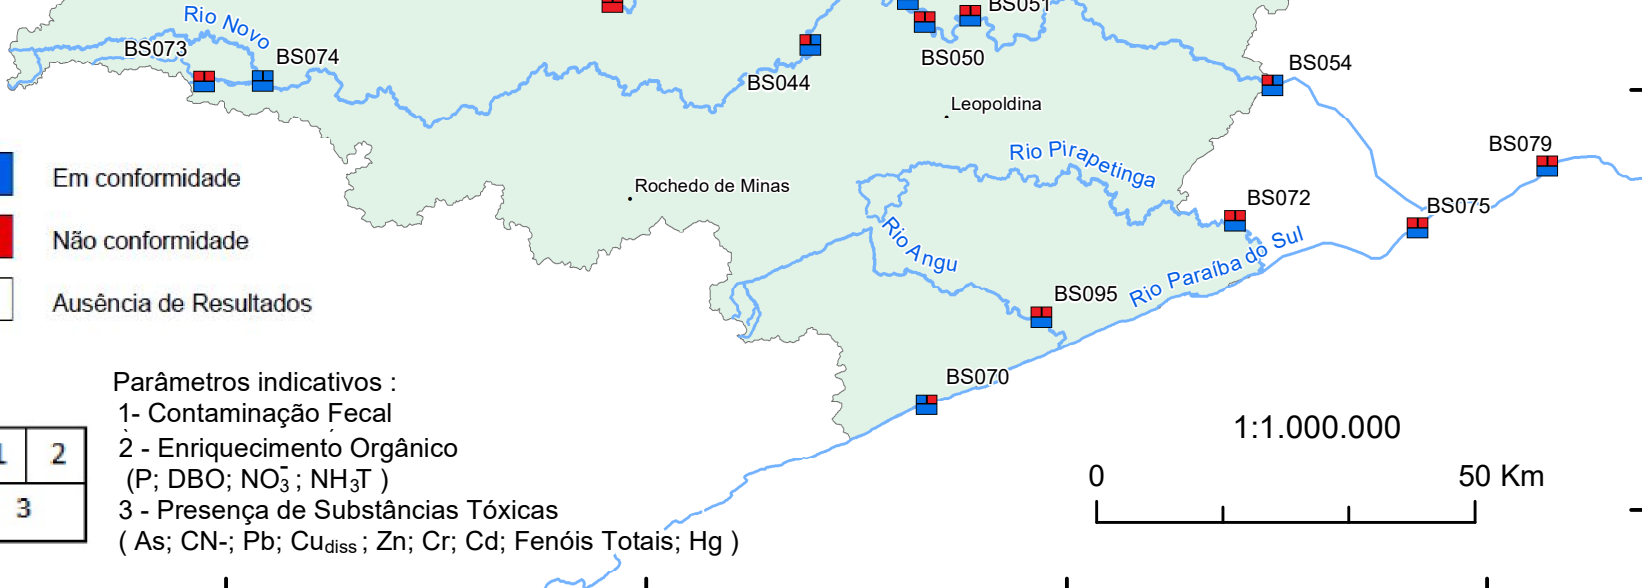 BS051
Rio Novo
BS073
BS074
BS050
BS044
BS054
Leopoldina
BS079
Rio Pirapetinga
Em conformidade
Rochedo de Minas
BS072
BS075
Não conformidade
Rio Angu
Rio Paraíba do Sul
BS095
Ausência de Resultados
BS070
Parâmetros indicativos :
1- Contaminação Fecal
2 - Enriquecimento Orgânico
(P; DBO; NO₃⁻ ; NH₃T )
3 - Presença de Substâncias Tóxicas
( As; CN-; Pb; Cudiss ; Zn; Cr; Cd; Fenóis Totais; Hg )
1 2
3
1:1.000.000
0 50 Km